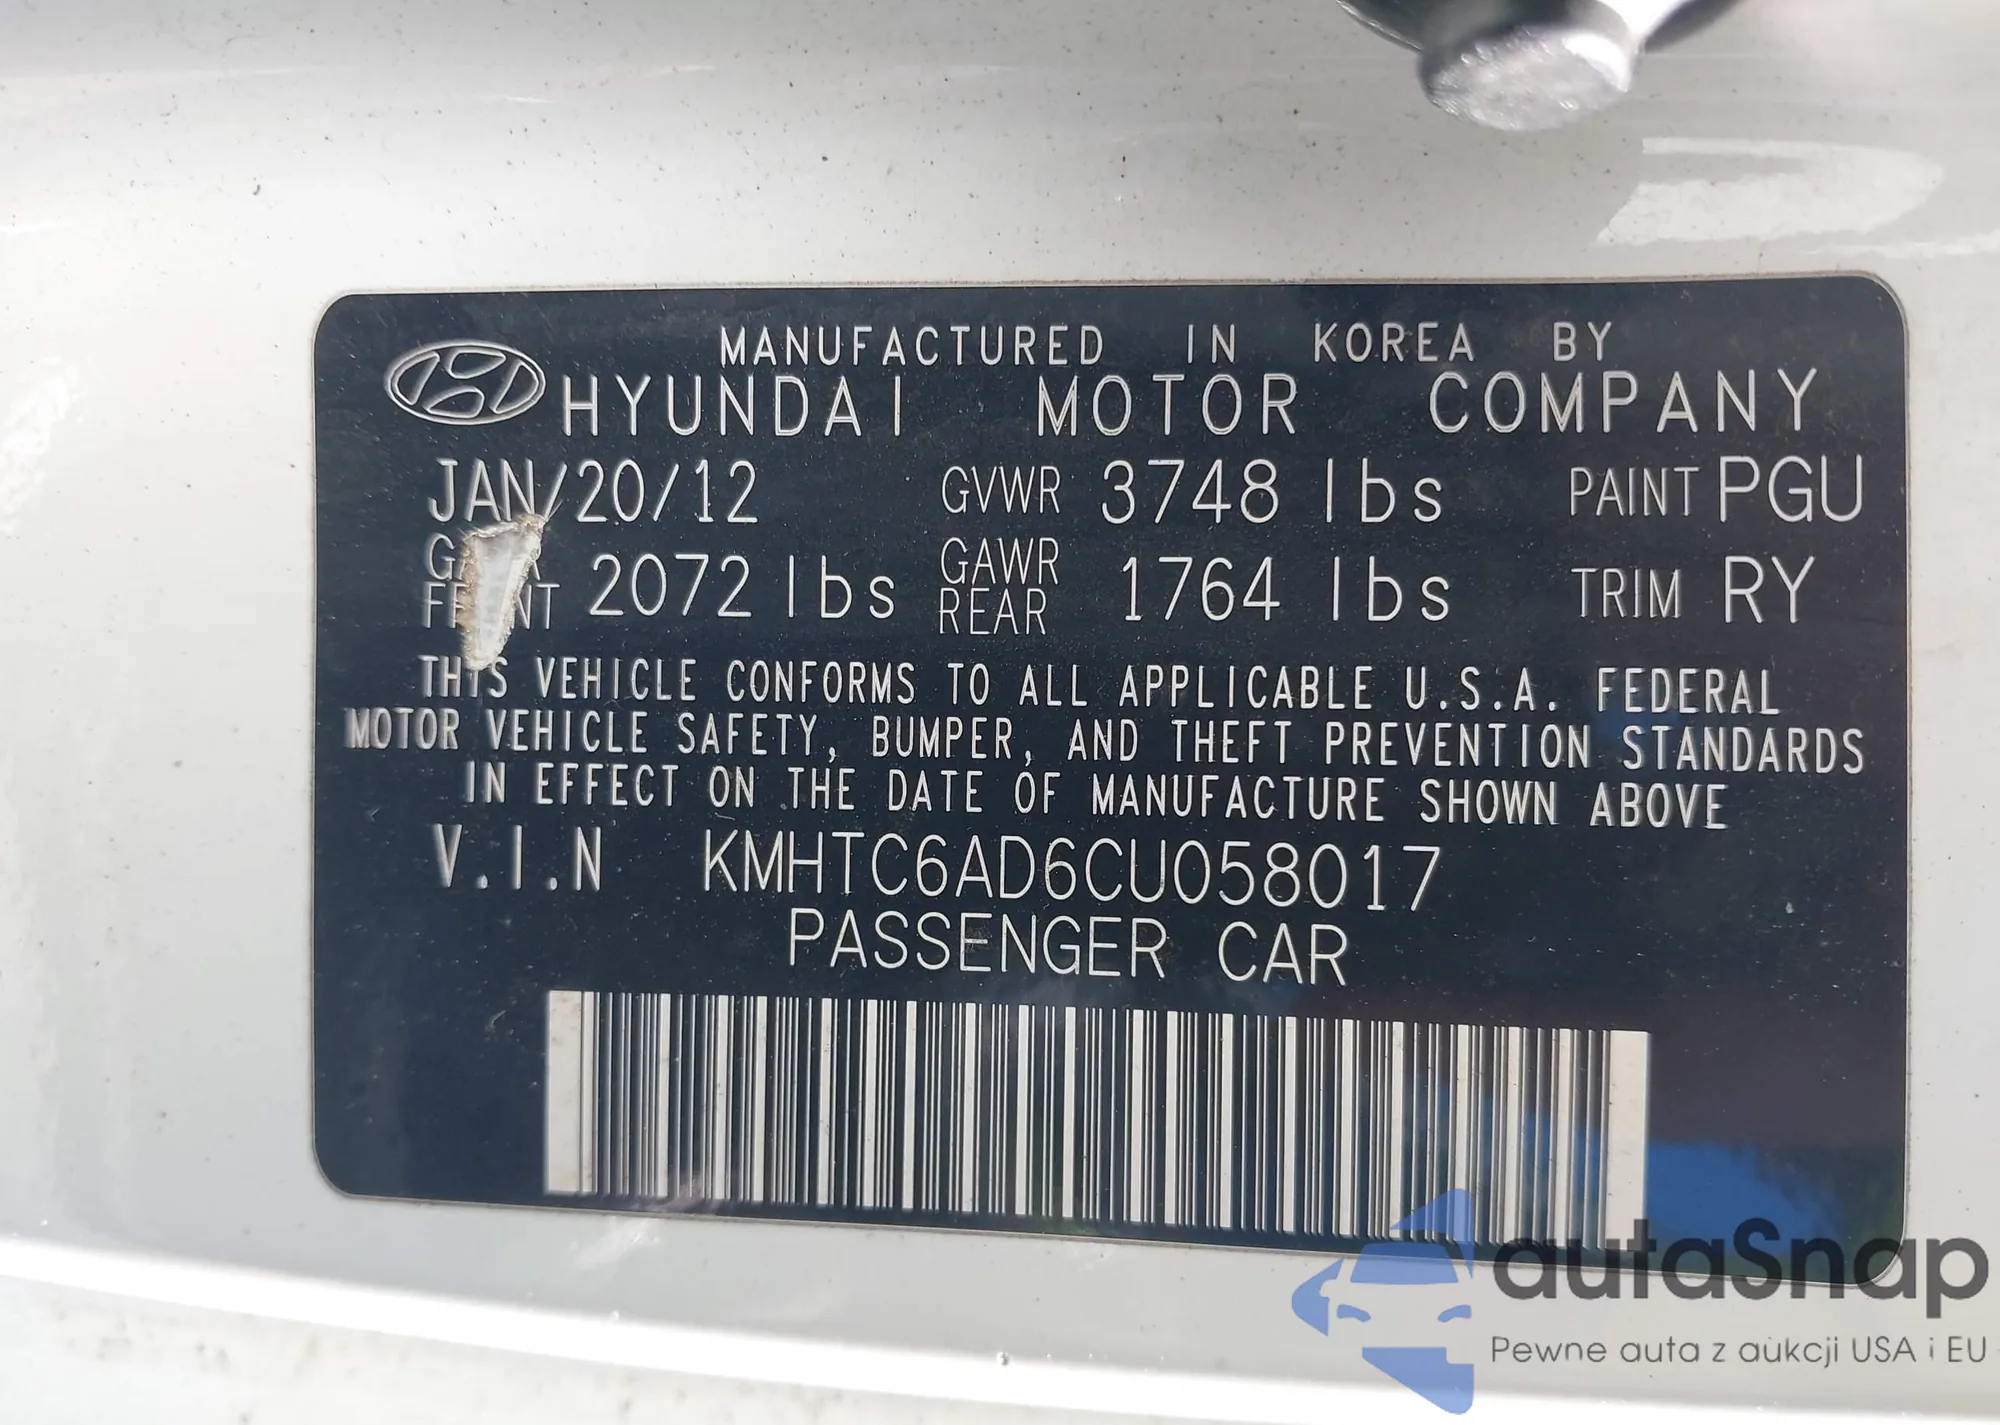 MANUFACTURED IN KOREA BY
HYUNDAI MOTOR COMPANY
JAN/20/12 GVWR 3748 lbs PAINT PGU
2072 lbs GAWR REAR 1764 lbs TRIM RY
THIS VEHICLE CONFORMS TO ALL APPLICABLE U.S.A. FEDERAL
MOTOR VEHICLE SAFETY, BUMPER, AND THEFT PREVENTION STANDARDS
IN EFFECT ON THE DATE OF MANUFACTURE SHOWN ABOVE
V.I.N KMHTC6AD6CU058017
PASSENGER CAR
autaSnap
Pewne auta z aukcji USA i EU